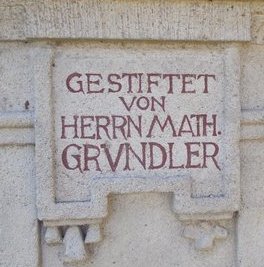 GESTIFTET
VON
HERRN MATH.
GRVNDLER